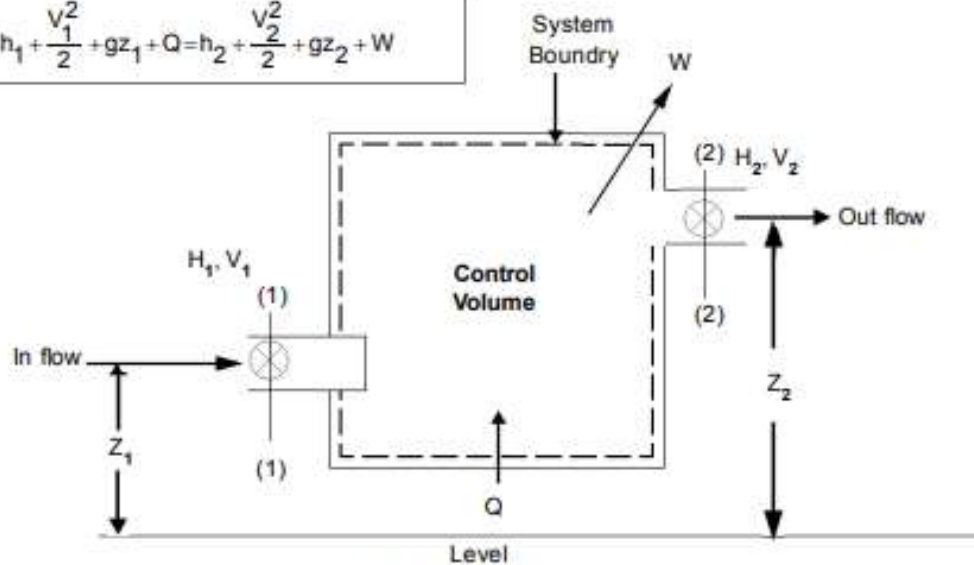 h₁ + V₁²/2 + gz₁ + Q = h₂ + V₂²/2 + gz₂ + W
System
Boundry
W
(2) H₂, V₂
Out flow
H₁, V₁
(1)
Control
Volume
(2)
In flow
Z₂
Z₁
(1)
Q
Level